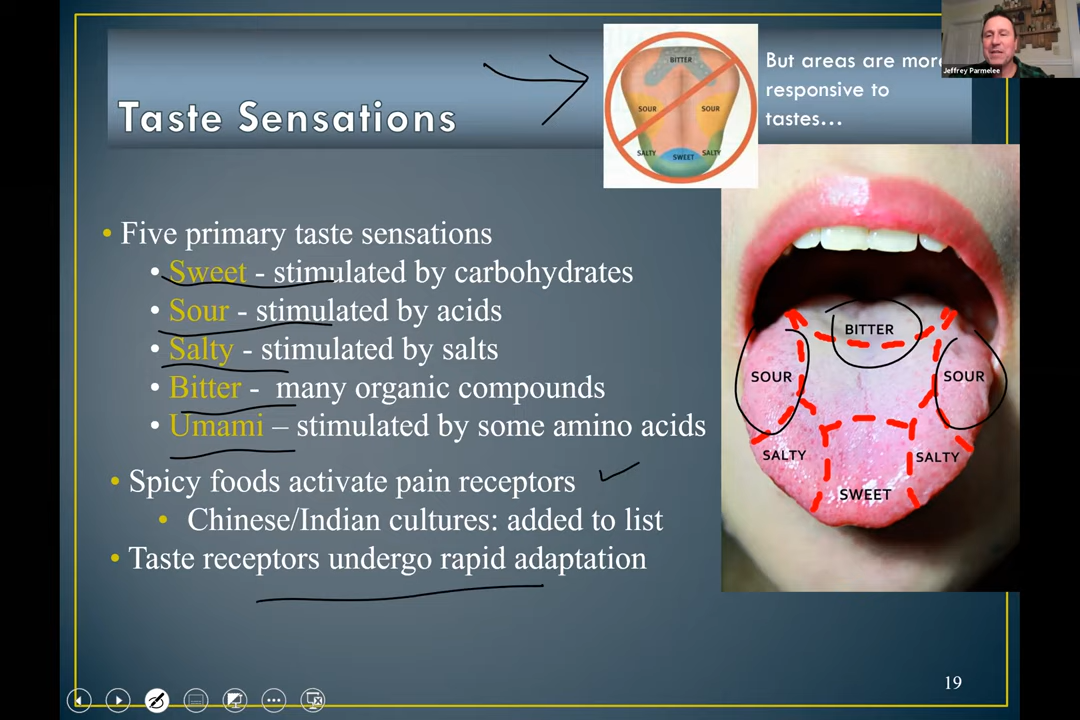 Taste Sensations
BITTER
SOUR
SOUR
SALTY
SWEET
SALTY
But areas are more
responsive to
tastes…
Jeffrey Parmelee
• Five primary taste sensations
• Sweet - stimulated by carbohydrates
• Sour - stimulated by acids
• Salty - stimulated by salts
• Bitter - many organic compounds
• Umami – stimulated by some amino acids
• Spicy foods activate pain receptors
• Chinese/Indian cultures: added to list
• Taste receptors undergo rapid adaptation
BITTER
SOUR
SOUR
SALTY
SALTY
SWEET
19